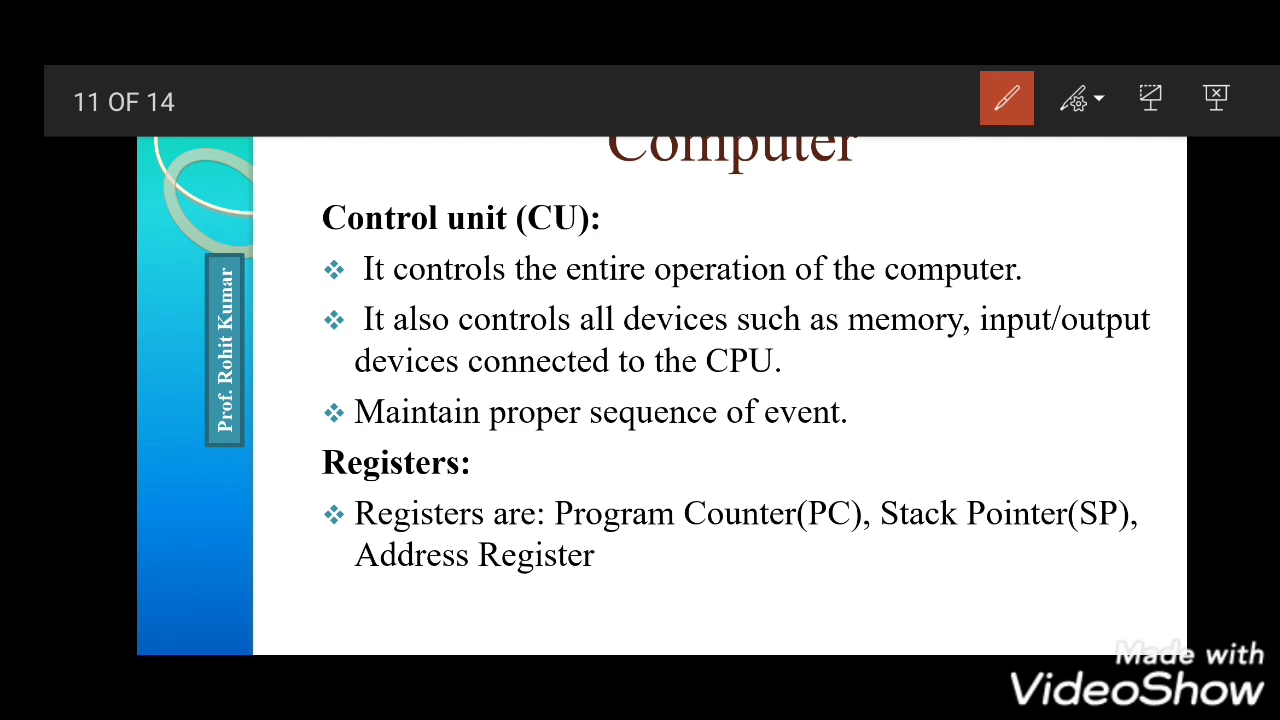 11 OF 14
Computer
Control unit (CU):
It controls the entire operation of the computer.
It also controls all devices such as memory, input/output
devices connected to the CPU.
Maintain proper sequence of event.
Registers:
Registers are: Program Counter(PC), Stack Pointer(SP),
Address Register
Prof. Rohit Kumar
Made with
VideoShow